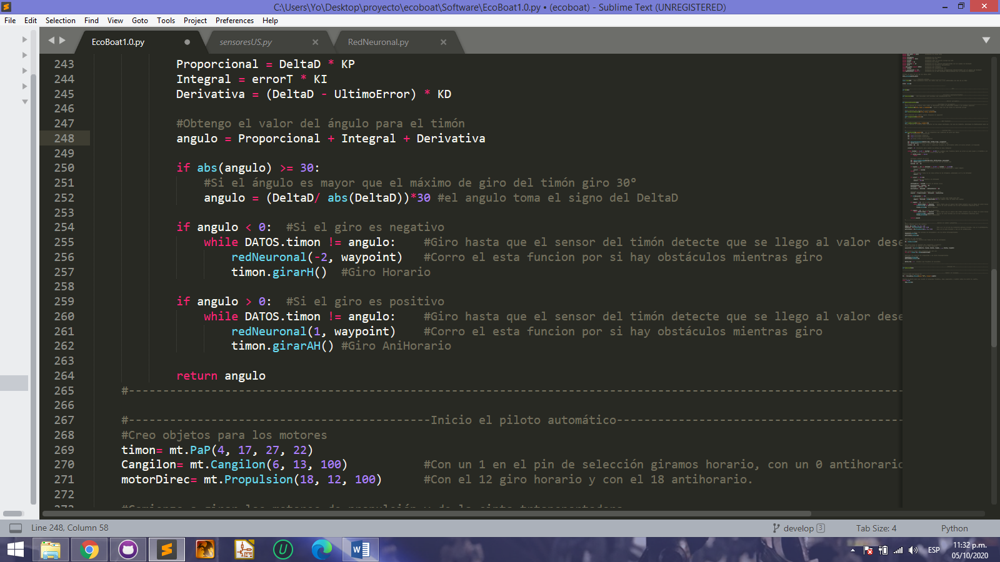 C:\Users\Yo\Desktop\proyecto\ecoboat\Software\EcoBoat1.0.py • (ecoboat) - Sublime Text (UNREGISTERED)
File Edit Selection Find View Goto Tools Project Preferences Help
EcoBoat1.0.py sensoresUS.py RedNeuronal.py
243 Proporcional = DeltaD * KP
244 Integral = errorT * KI
245 Derivativa = (DeltaD - UltimoError) * KD
246
247 #Obtengo el valor del ángulo para el timón
248 angulo = Proporcional + Integral + Derivativa
249
250 if abs(angulo) >= 30:
251 #Si el ángulo es mayor que el máximo de giro del timón giro 30°
252 angulo = (DeltaD/ abs(DeltaD))*30 #el angulo toma el signo del DeltaD
253
254 if angulo < 0: #Si el giro es negativo
255 while DATOS.timon != angulo: #Giro hasta que el sensor del timón detecte que se llego al valor dese
256 redNeuronal(-2, waypoint) #Corro el esta funcion por si hay obstáculos mientras giro
257 timon.girarH() #Giro Horario
258
259 if angulo > 0: #Si el giro es positivo
260 while DATOS.timon != angulo: #Giro hasta que el sensor del timón detecte que se llego al valor dese
261 redNeuronal(1, waypoint) #Corro el esta funcion por si hay obstáculos mientras giro
262 timon.girarAH() #Giro AniHorario
263
264 return angulo
265 #-----------------------------------------------------------------------------------------------------------------
266
267 #--------------------------------------------Inicio el piloto automático------------------------------------------
268 #Creo objetos para los motores
269 timon= mt.PaP(4, 17, 27, 22)
270 Cangilon= mt.Cangilon(6, 13, 100) #Con un 1 en el pin de selección giramos horario, con un 0 antihorario
271 motorDirec= mt.Propulsion(18, 12, 100) #Con el 12 giro horario y con el 18 antihorario.
272
Line 248, Column 58 develop 3 Tab Size: 4 Python
ESP 11:32 p.m.
05/10/2020